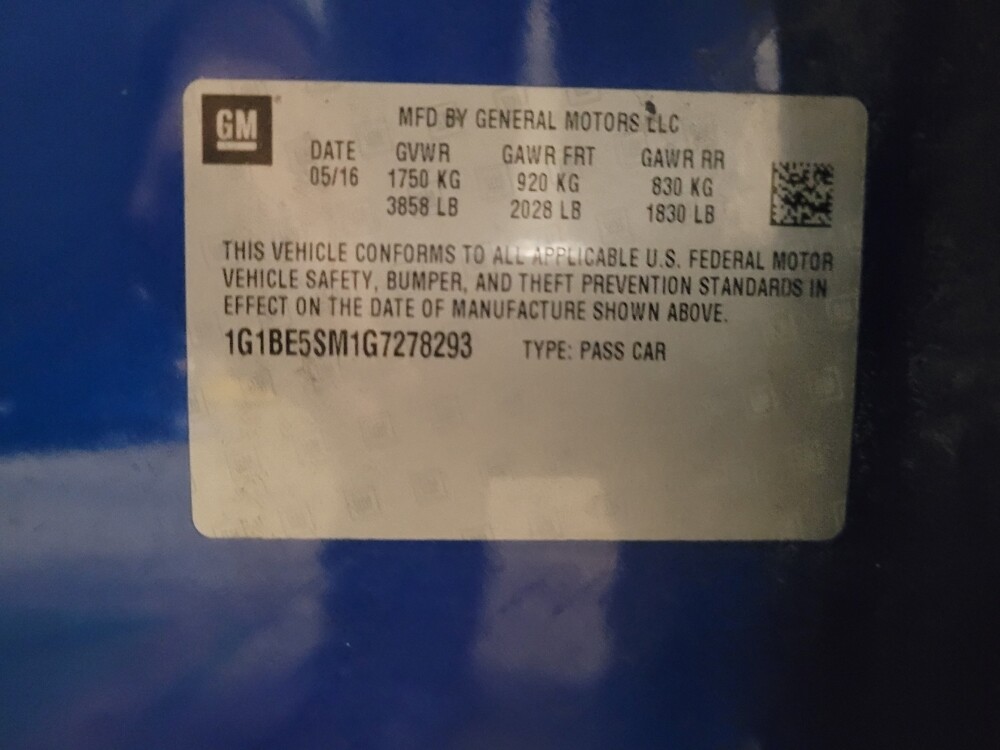 GM
MFD BY GENERAL MOTORS LLC
DATE GVWR GAWR FRT GAWR RR
05/16 1750 KG 920 KG 830 KG
3858 LB 2028 LB 1830 LB
THIS VEHICLE CONFORMS TO ALL APPLICABLE U.S. FEDERAL MOTOR
VEHICLE SAFETY, BUMPER, AND THEFT PREVENTION STANDARDS IN
EFFECT ON THE DATE OF MANUFACTURE SHOWN ABOVE.
1G1BE5SM1G7278293 TYPE: PASS CAR